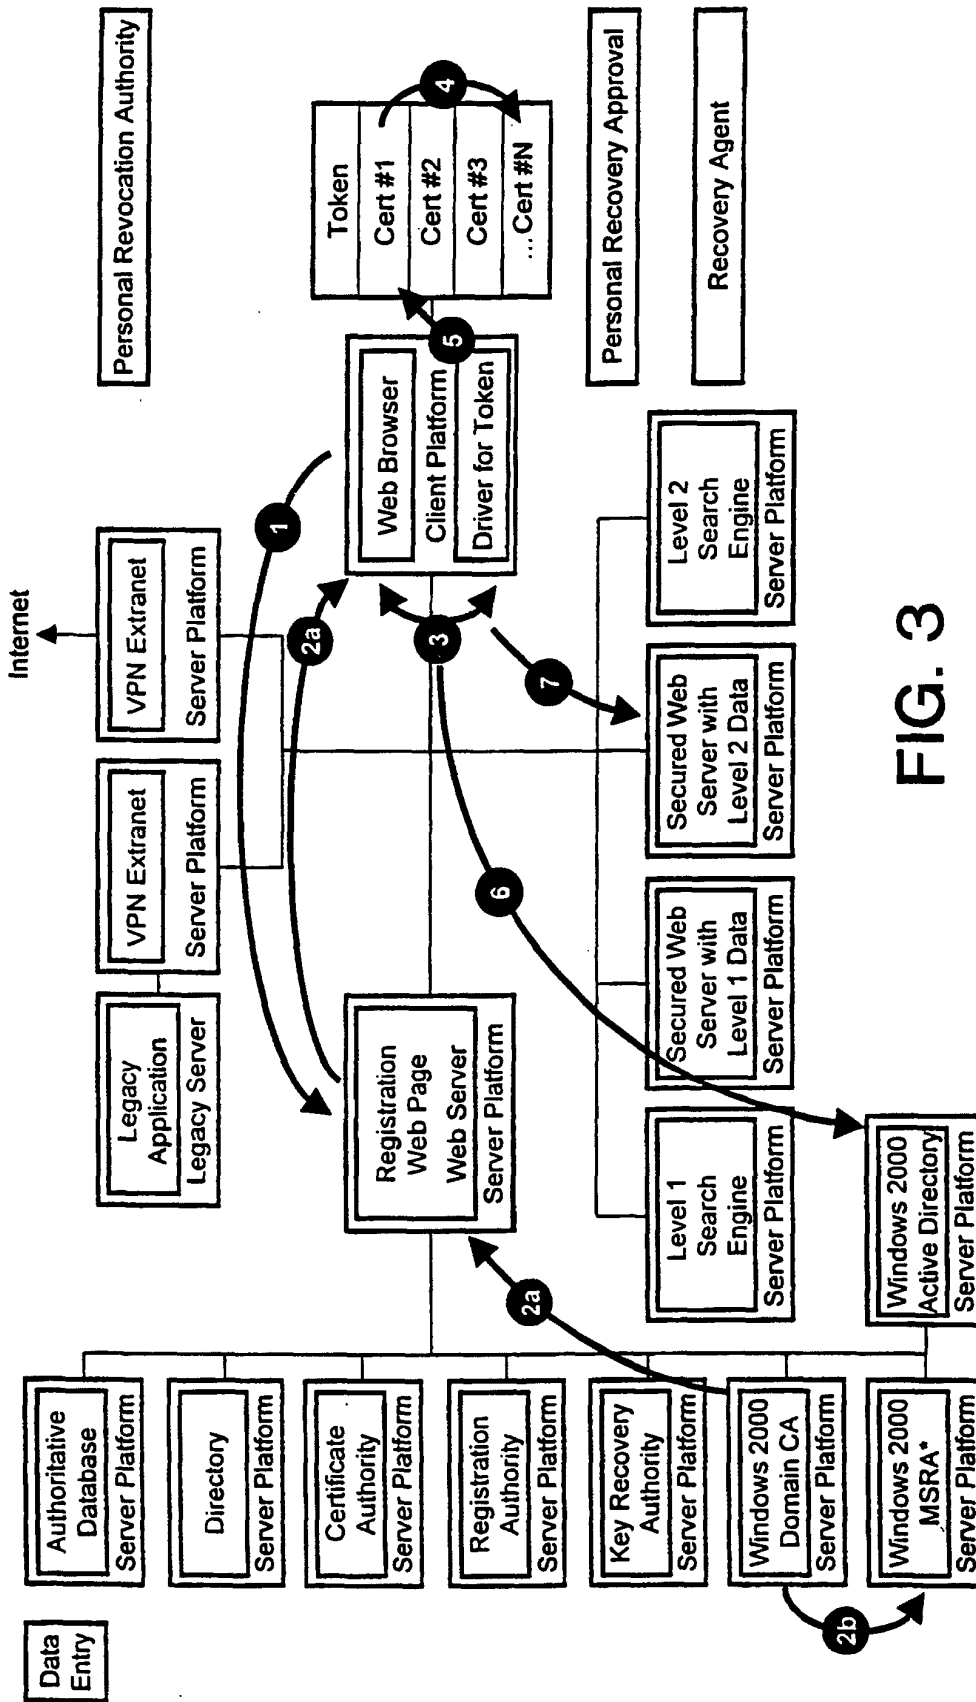 Data
Entry
Authoritative
Database
Server Platform
Directory
Server Platform
Certificate
Authority
Server Platform
Registration
Authority
Server Platform
Key Recovery
Authority
Server Platform
Windows 2000
Domain CA
Server Platform
Windows 2000
MSRA*
Server Platform
2b
2a
Windows 2000
Active Directory
Server Platform
Legacy
Application
Legacy Server
VPN Extranet
Server Platform
VPN Extranet
Server Platform
Internet
1
2a
Registration
Web Page
Web Server
Server Platform
3
6
7
Web Browser
Client Platform
Driver for Token
5
Token
Cert #1
Cert #2
Cert #3
...Cert #N
4
Level 1
Search
Engine
Server Platform
Secured Web
Server with
Level 1 Data
Server Platform
Secured Web
Server with
Level 2 Data
Server Platform
Level 2
Search
Engine
Server Platform
Personal Revocation Authority
Personal Recovery Approval
Recovery Agent
FIG. 3